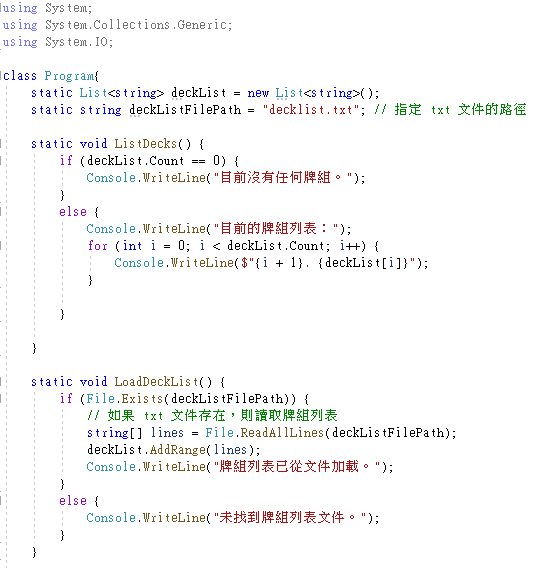 using System;
using System.Collections.Generic;
using System.IO;
class Program{
static List<string> deckList = new List<string>();
static string deckListFilePath = "decklist.txt"; // 指定 txt 文件的路徑
static void ListDecks() {
if (deckList.Count == 0) {
Console.WriteLine("目前沒有任何牌組。");
}
else {
Console.WriteLine("目前的牌組列表：");
for (int i = 0; i < deckList.Count; i++) {
Console.WriteLine($"{i + 1}. {deckList[i]}");
}
}
}
static void LoadDeckList() {
if (File.Exists(deckListFilePath)) {
// 如果 txt 文件存在，則讀取牌組列表
string[] lines = File.ReadAllLines(deckListFilePath);
deckList.AddRange(lines);
Console.WriteLine("牌組列表已從文件加載。");
}
else {
Console.WriteLine("未找到牌組列表文件。");
}
}